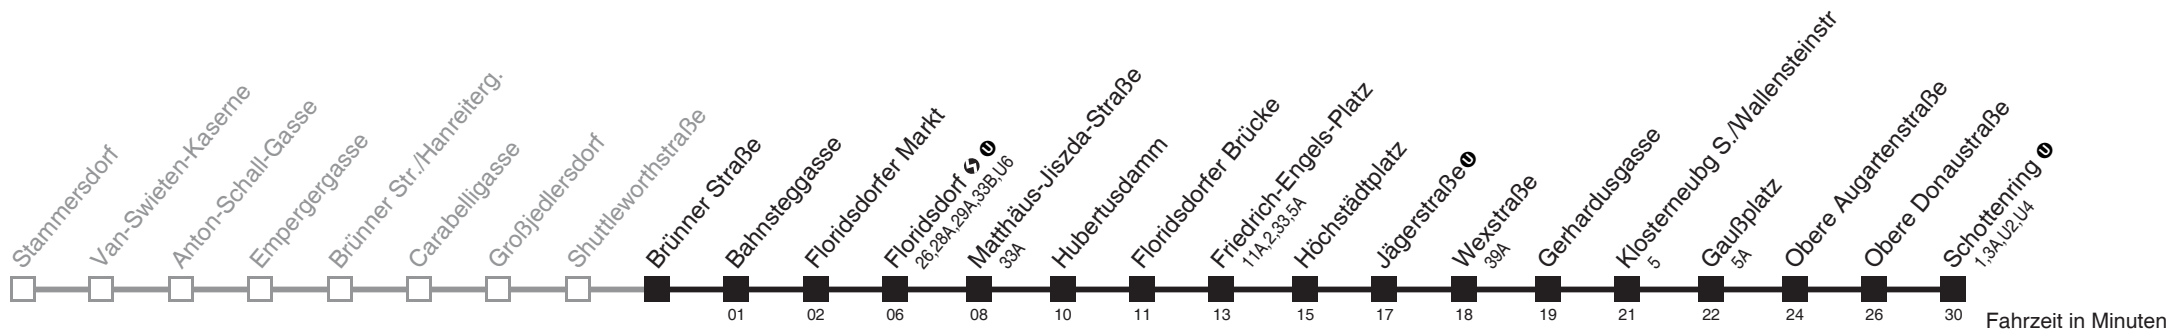 Stammersdorf
Van-Swieten-Kaserne
Anton-Schall-Gasse
Empergergasse
Brünner Str./Hanreiterg.
Carabelligasse
Großjedlersdorf
Shuttleworthstraße
Brünner Straße
Bahnsteggasse
Floridsdorfer Markt
Floridsdorf S U
26,28A,29A,33B,U6
Matthäus-Jiszda-Straße
33A
Hubertusdamm
Floridsdorfer Brücke
Friedrich-Engels-Platz
11A,2,33,5A
Höchstädtplatz
Jägerstraße U
Wexstraße
39A
Gerhardusgasse
Klosterneubg S./Wallensteinstr
5
Gaußplatz
5A
Obere Augartenstraße
Obere Donaustraße
Schottenring U
1,3A,U2,U4
01 02 06 08 10 11 13 15 17 18 19 21 22 24 26 30 Fahrzeit in Minuten